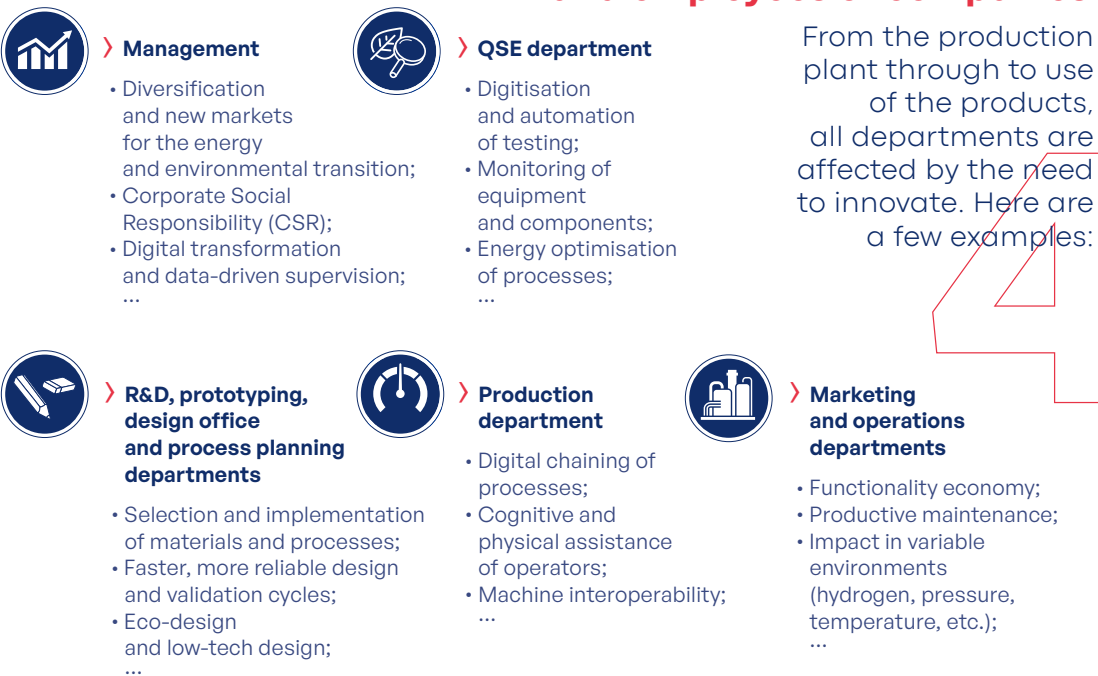 From the production
plant through to use
of the products,
all departments are
affected by the need
to innovate. Here are
a few examples:
4
Management
• Diversification
and new markets
for the energy
and environmental transition;
• Corporate Social
Responsibility (CSR);
• Digital transformation
and data-driven supervision;
...
QSE department
• Digitisation
and automation
of testing;
• Monitoring of
equipment
and components;
• Energy optimisation
of processes;
...
R&D, prototyping,
design office
and process planning
departments
• Selection and implementation
of materials and processes;
• Faster, more reliable design
and validation cycles;
• Eco-design
and low-tech design;
...
Production
department
• Digital chaining of
processes;
• Cognitive and
physical assistance
of operators;
• Machine interoperability;
...
Marketing
and operations
departments
• Functionality economy;
• Productive maintenance;
• Impact in variable
environments
(hydrogen, pressure,
temperature, etc.);
...